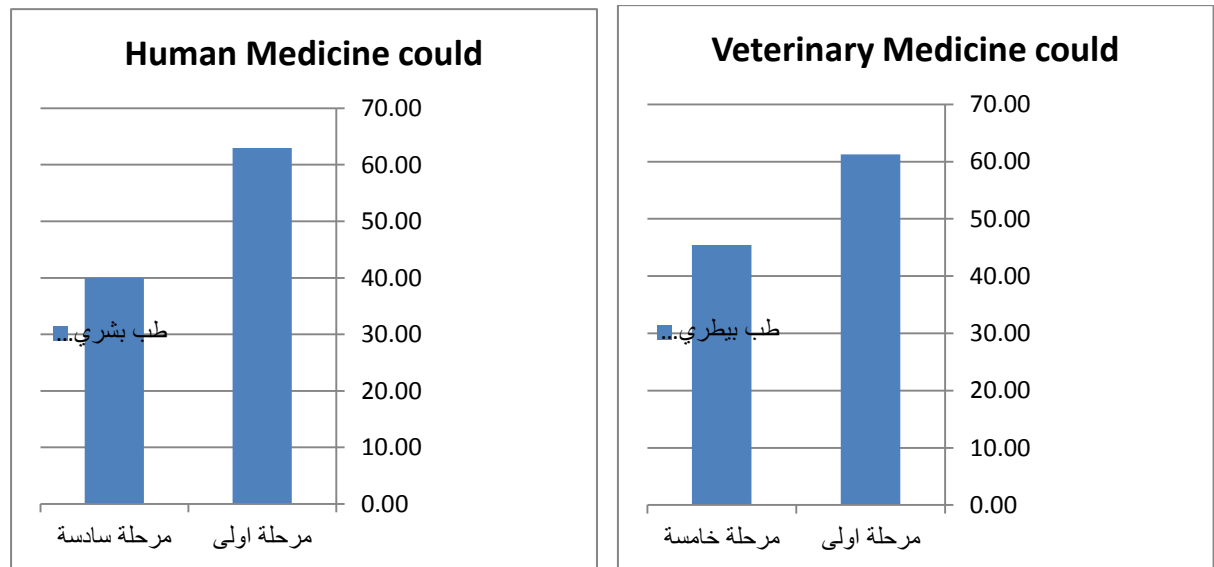 Human Medicine could
70.00
60.00
50.00
40.00
30.00
20.00
10.00
0.00
طب بشري...
مرحلة اولى
مرحلة سادسة
Veterinary Medicine could
70.00
60.00
50.00
40.00
30.00
20.00
10.00
0.00
طب بيطري...
مرحلة اولى
مرحلة خامسة